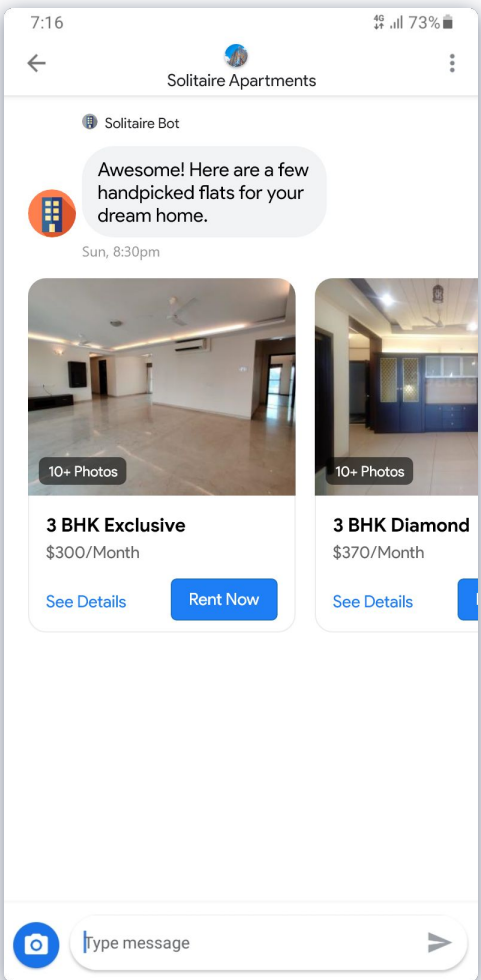 7:16
4G 73%
Solitaire Apartments
Solitaire Bot
Awesome! Here are a few
handpicked flats for your
dream home.
Sun, 8:30pm
10+ Photos
10+ Photos
3 BHK Exclusive
3 BHK Diamond
$300/Month
$370/Month
See Details
Rent Now
See Details
Type message